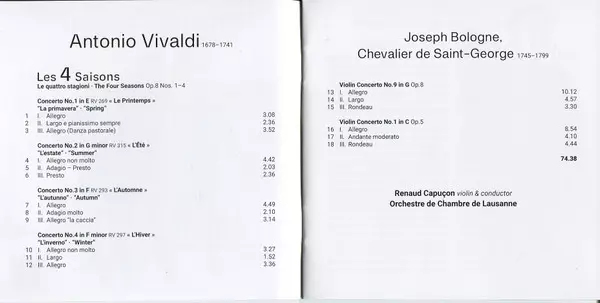 Antonio Vivaldi 1678–1741
Les 4 Saisons
Le quattro stagioni · The Four Seasons Op.8 Nos. 1–4
Concerto No.1 in E RV 269 « Le Printemps »
"La primavera" · "Spring"
1 I. Allegro 3.08
2 II. Largo e pianissimo sempre 2.36
3 III. Allegro (Danza pastorale) 3.52
Concerto No.2 in G minor RV 315 « L'Été »
"L'estate" · "Summer"
4 I. Allegro non molto 4.42
5 II. Adagio – Presto 2.03
6 III. Presto 2.36
Concerto No.3 in F RV 293 « L'Automne »
"L'autunno" · "Autumn"
7 I. Allegro 4.49
8 II. Adagio molto 2.10
9 III. Allegro "la caccia" 3.14
Concerto No.4 in F minor RV 297 « L'Hiver »
"L'inverno" · "Winter"
10 I. Allegro non molto 3.27
11 II. Largo 1.52
12 III. Allegro 3.36
Joseph Bologne,
Chevalier de Saint-George 1745–1799
Violin Concerto No.9 in G Op.8
13 I. Allegro 10.12
14 II. Largo 4.57
15 III. Rondeau 3.30
Violin Concerto No.1 in C Op.5
16 I. Allegro 8.54
17 II. Andante moderato 4.10
18 III. Rondeau 4.44
74.38
Renaud Capuçon violin & conductor
Orchestre de Chambre de Lausanne